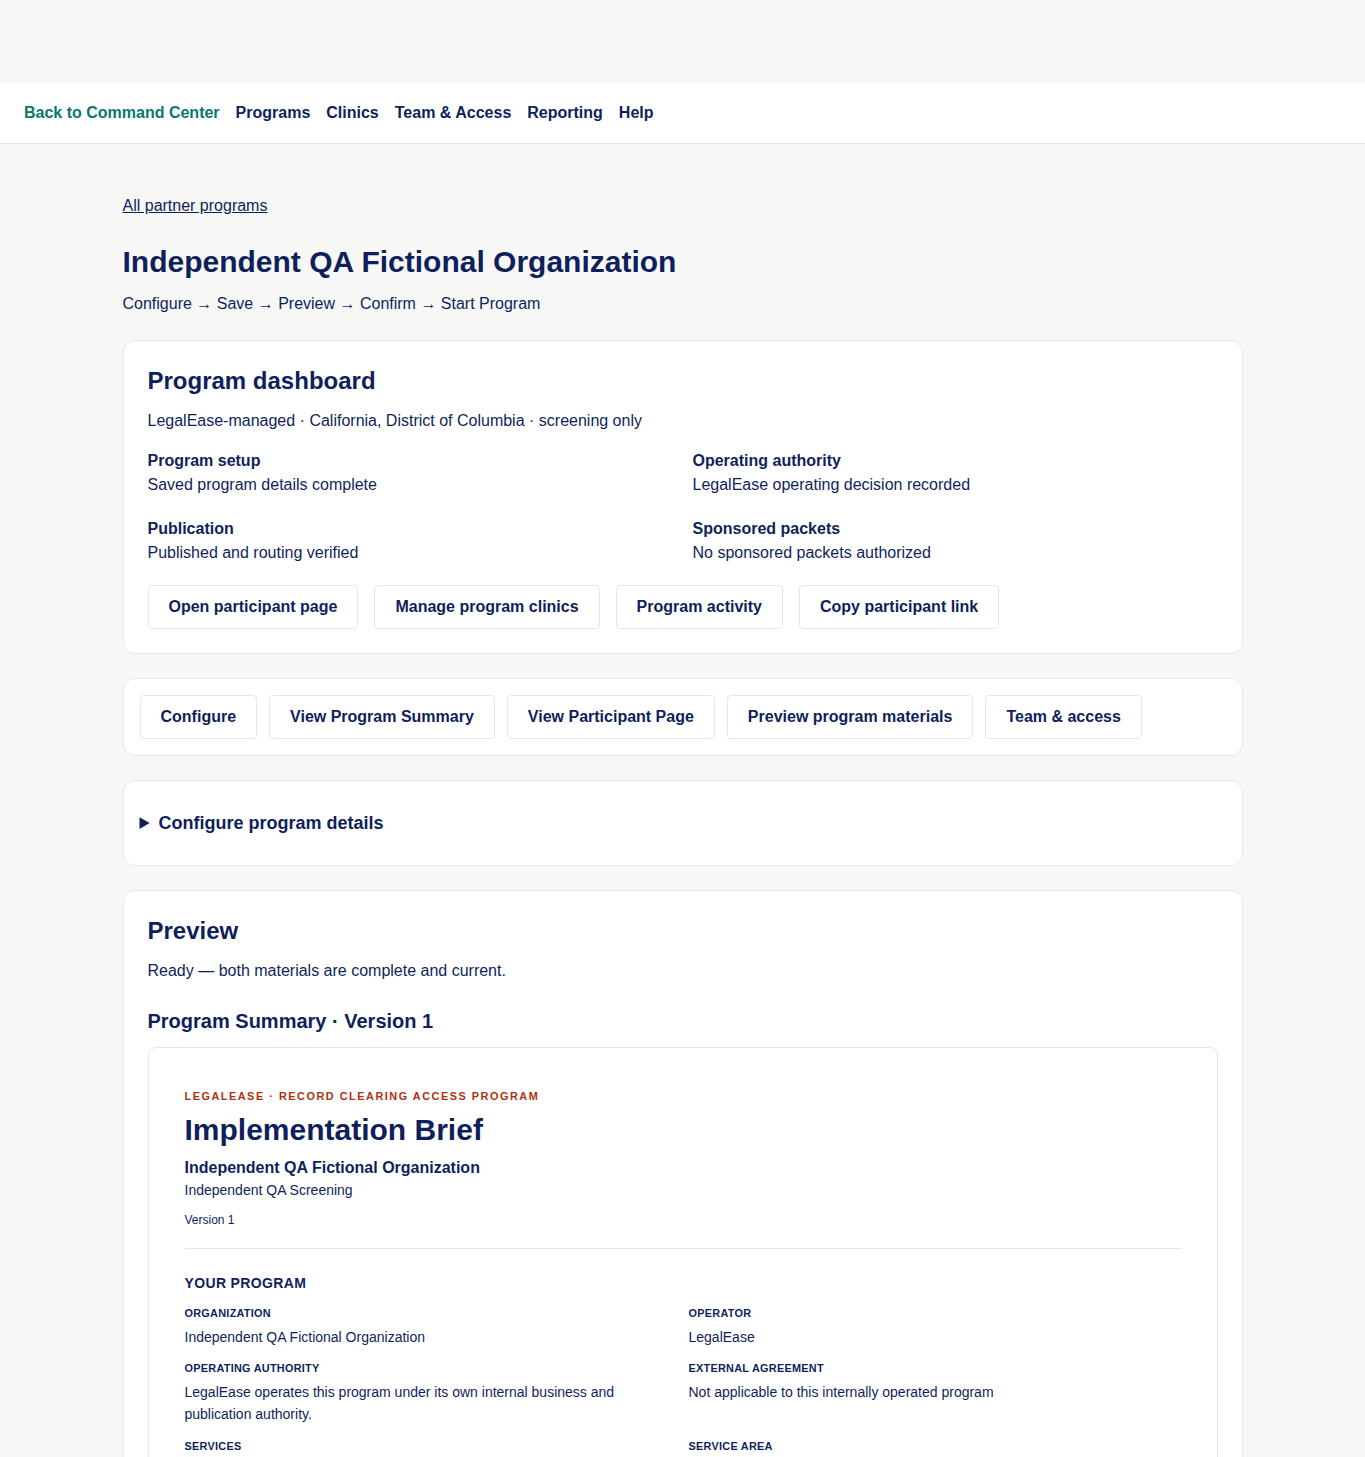 Back to Command Center Programs Clinics Team & Access Reporting Help
All partner programs
Independent QA Fictional Organization
Configure → Save → Preview → Confirm → Start Program
Program dashboard
LegalEase-managed · California, District of Columbia · screening only
Program setup
Saved program details complete
Operating authority
LegalEase operating decision recorded
Publication
Published and routing verified
Sponsored packets
No sponsored packets authorized
Open participant page Manage program clinics Program activity Copy participant link
Configure View Program Summary View Participant Page Preview program materials Team & access
Configure program details
Preview
Ready — both materials are complete and current.
Program Summary · Version 1
LEGALEASE · RECORD CLEARING ACCESS PROGRAM
Implementation Brief
Independent QA Fictional Organization
Independent QA Screening
Version 1
YOUR PROGRAM
ORGANIZATION
Independent QA Fictional Organization
OPERATOR
LegalEase
OPERATING AUTHORITY
LegalEase operates this program under its own internal business and
publication authority.
EXTERNAL AGREEMENT
Not applicable to this internally operated program
SERVICES
SERVICE AREA